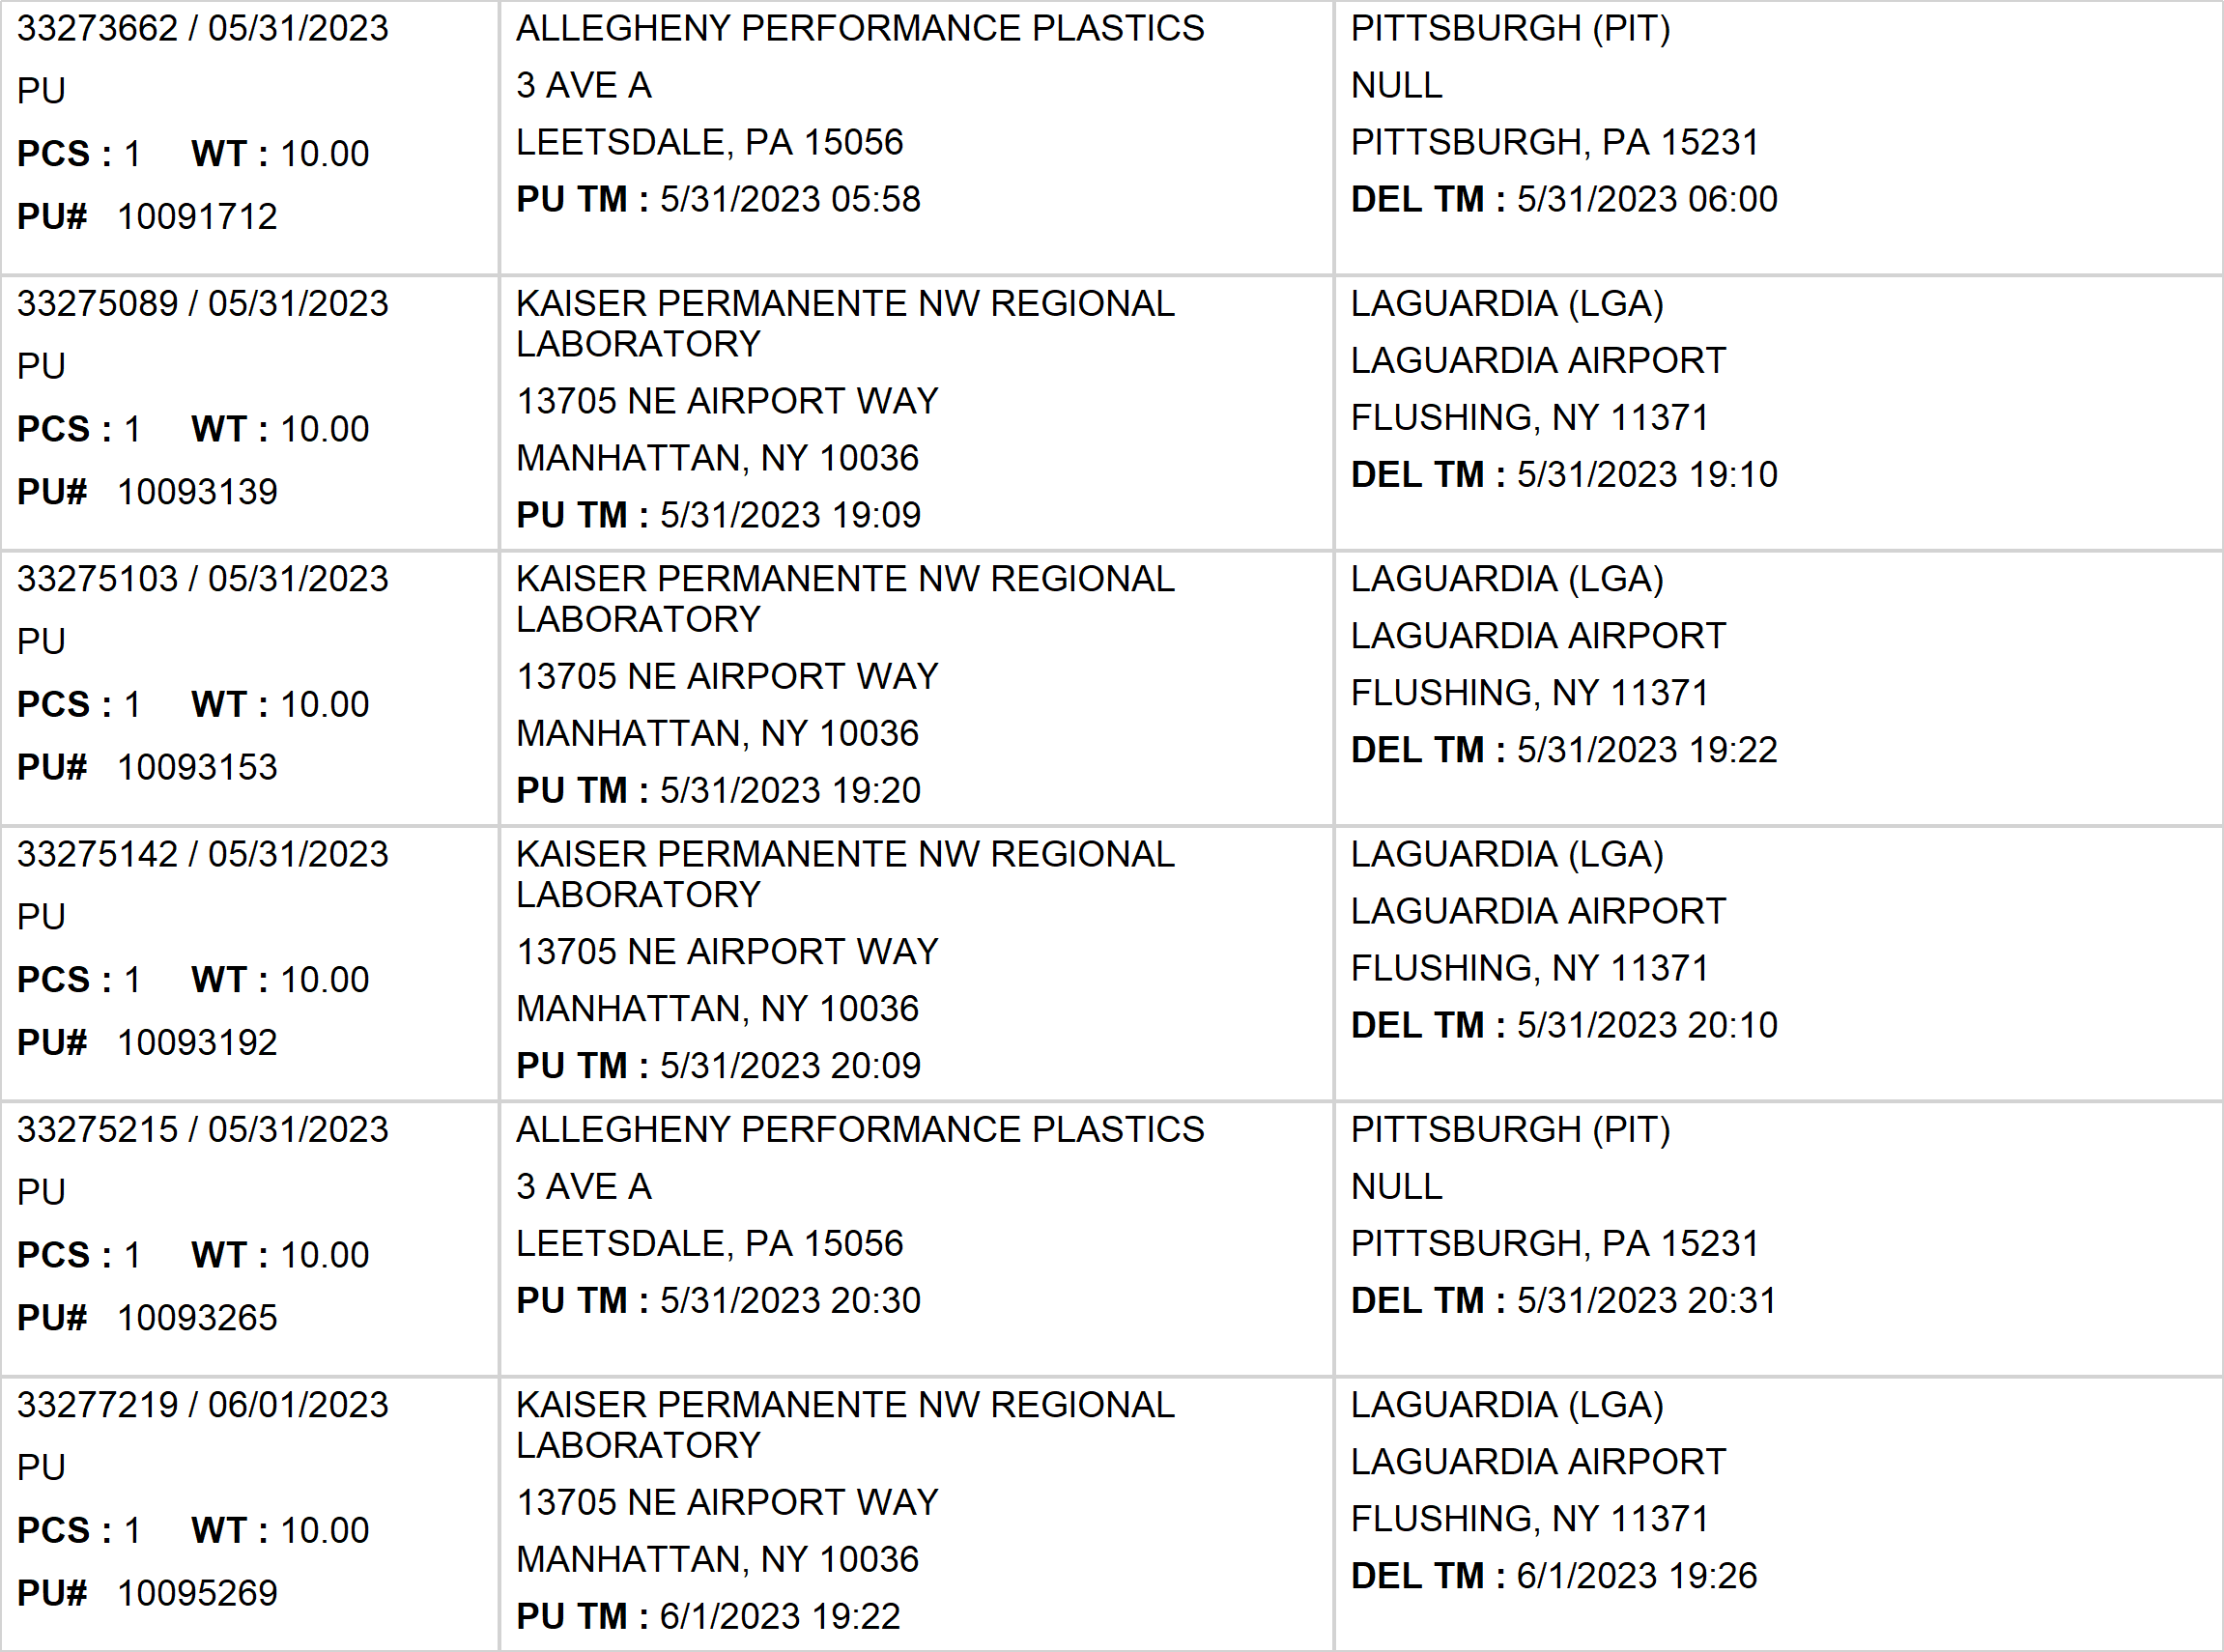 33273662 / 05/31/2023
PU
PCS : 1 WT : 10.00
PU# 10091712
ALLEGHENY PERFORMANCE PLASTICS
3 AVE A
LEETSDALE, PA 15056
PU TM : 5/31/2023 05:58
PITTSBURGH (PIT)
NULL
PITTSBURGH, PA 15231
DEL TM : 5/31/2023 06:00
33275089 / 05/31/2023
PU
PCS : 1 WT : 10.00
PU# 10093139
KAISER PERMANENTE NW REGIONAL
LABORATORY
13705 NE AIRPORT WAY
MANHATTAN, NY 10036
PU TM : 5/31/2023 19:09
LAGUARDIA (LGA)
LAGUARDIA AIRPORT
FLUSHING, NY 11371
DEL TM : 5/31/2023 19:10
33275103 / 05/31/2023
PU
PCS : 1 WT : 10.00
PU# 10093153
KAISER PERMANENTE NW REGIONAL
LABORATORY
13705 NE AIRPORT WAY
MANHATTAN, NY 10036
PU TM : 5/31/2023 19:20
LAGUARDIA (LGA)
LAGUARDIA AIRPORT
FLUSHING, NY 11371
DEL TM : 5/31/2023 19:22
33275142 / 05/31/2023
PU
PCS : 1 WT : 10.00
PU# 10093192
KAISER PERMANENTE NW REGIONAL
LABORATORY
13705 NE AIRPORT WAY
MANHATTAN, NY 10036
PU TM : 5/31/2023 20:09
LAGUARDIA (LGA)
LAGUARDIA AIRPORT
FLUSHING, NY 11371
DEL TM : 5/31/2023 20:10
33275215 / 05/31/2023
PU
PCS : 1 WT : 10.00
PU# 10093265
ALLEGHENY PERFORMANCE PLASTICS
3 AVE A
LEETSDALE, PA 15056
PU TM : 5/31/2023 20:30
PITTSBURGH (PIT)
NULL
PITTSBURGH, PA 15231
DEL TM : 5/31/2023 20:31
33277219 / 06/01/2023
PU
PCS : 1 WT : 10.00
PU# 10095269
KAISER PERMANENTE NW REGIONAL
LABORATORY
13705 NE AIRPORT WAY
MANHATTAN, NY 10036
PU TM : 6/1/2023 19:22
LAGUARDIA (LGA)
LAGUARDIA AIRPORT
FLUSHING, NY 11371
DEL TM : 6/1/2023 19:26